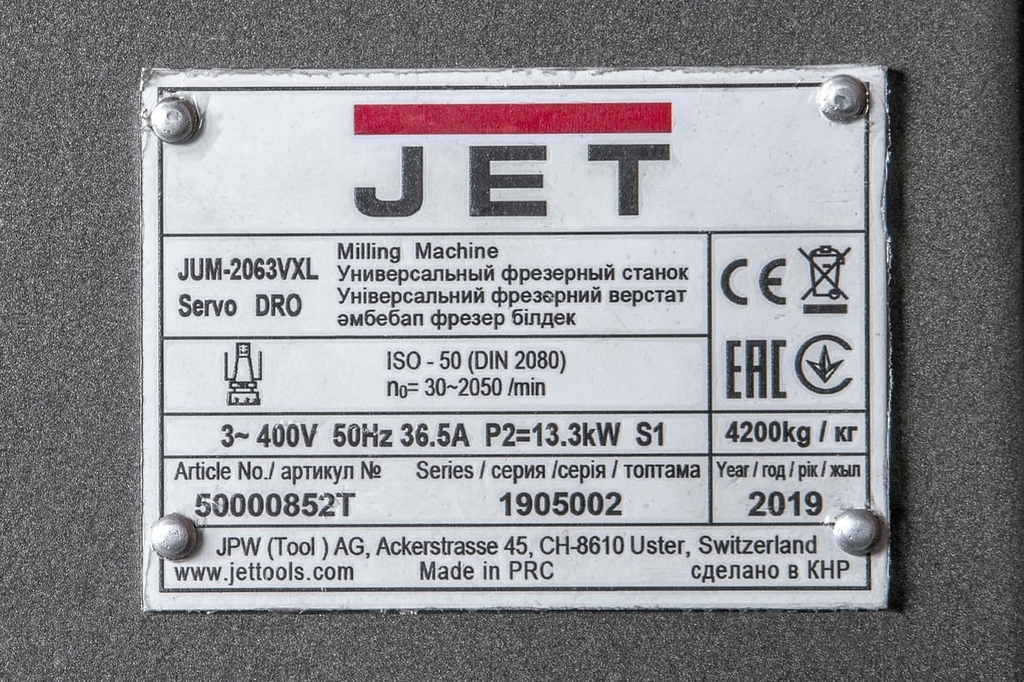 JET
JUM-2063VXL
Servo DRO
Milling Machine
Универсальный фрезерный станок
Універсальний фрезерний верстат
әмбебап фрезер білдек
CE
EAC
ISO - 50 (DIN 2080)
n₀= 30~2050 /min
3~ 400V 50Hz 36.5A P2=13.3kW S1
4200kg / кг
Article No./ артикул №
50000852T
Series / серия /серія / топтама
1905002
Year / год / рік / жыл
2019
JPW (Tool ) AG, Ackerstrasse 45, CH-8610 Uster, Switzerland
www.jettools.com Made in PRC сделано в КНР